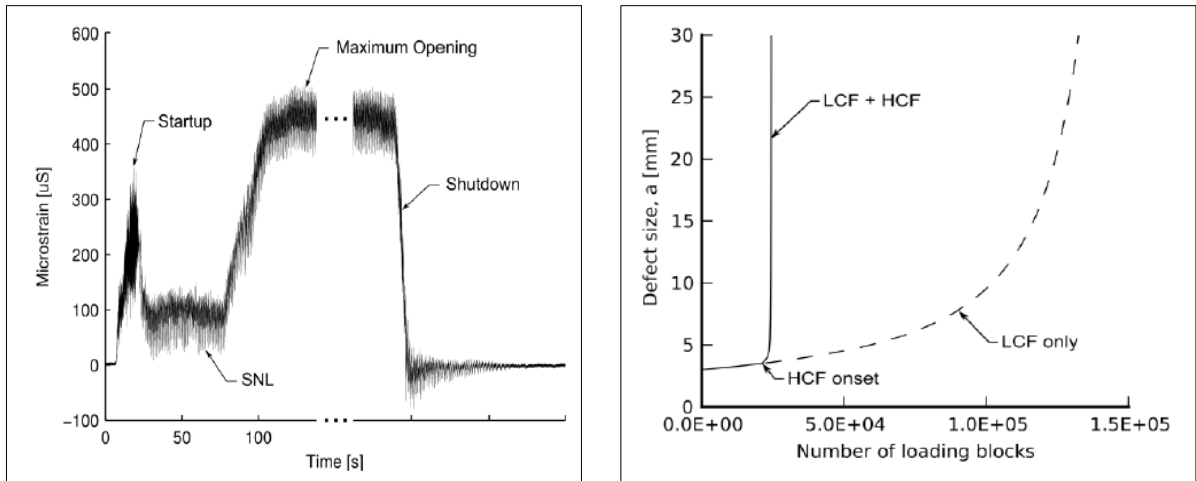 600
500
400
300
200
100
0
−100
0
50
100
Microstrain [uS]
Time [s]
Startup
SNL
Maximum Opening
Shutdown
30
25
20
15
10
5
0
0.0E+00
5.0E+04
1.0E+05
1.5E+05
Defect size, a [mm]
Number of loading blocks
LCF + HCF
LCF only
HCF onset